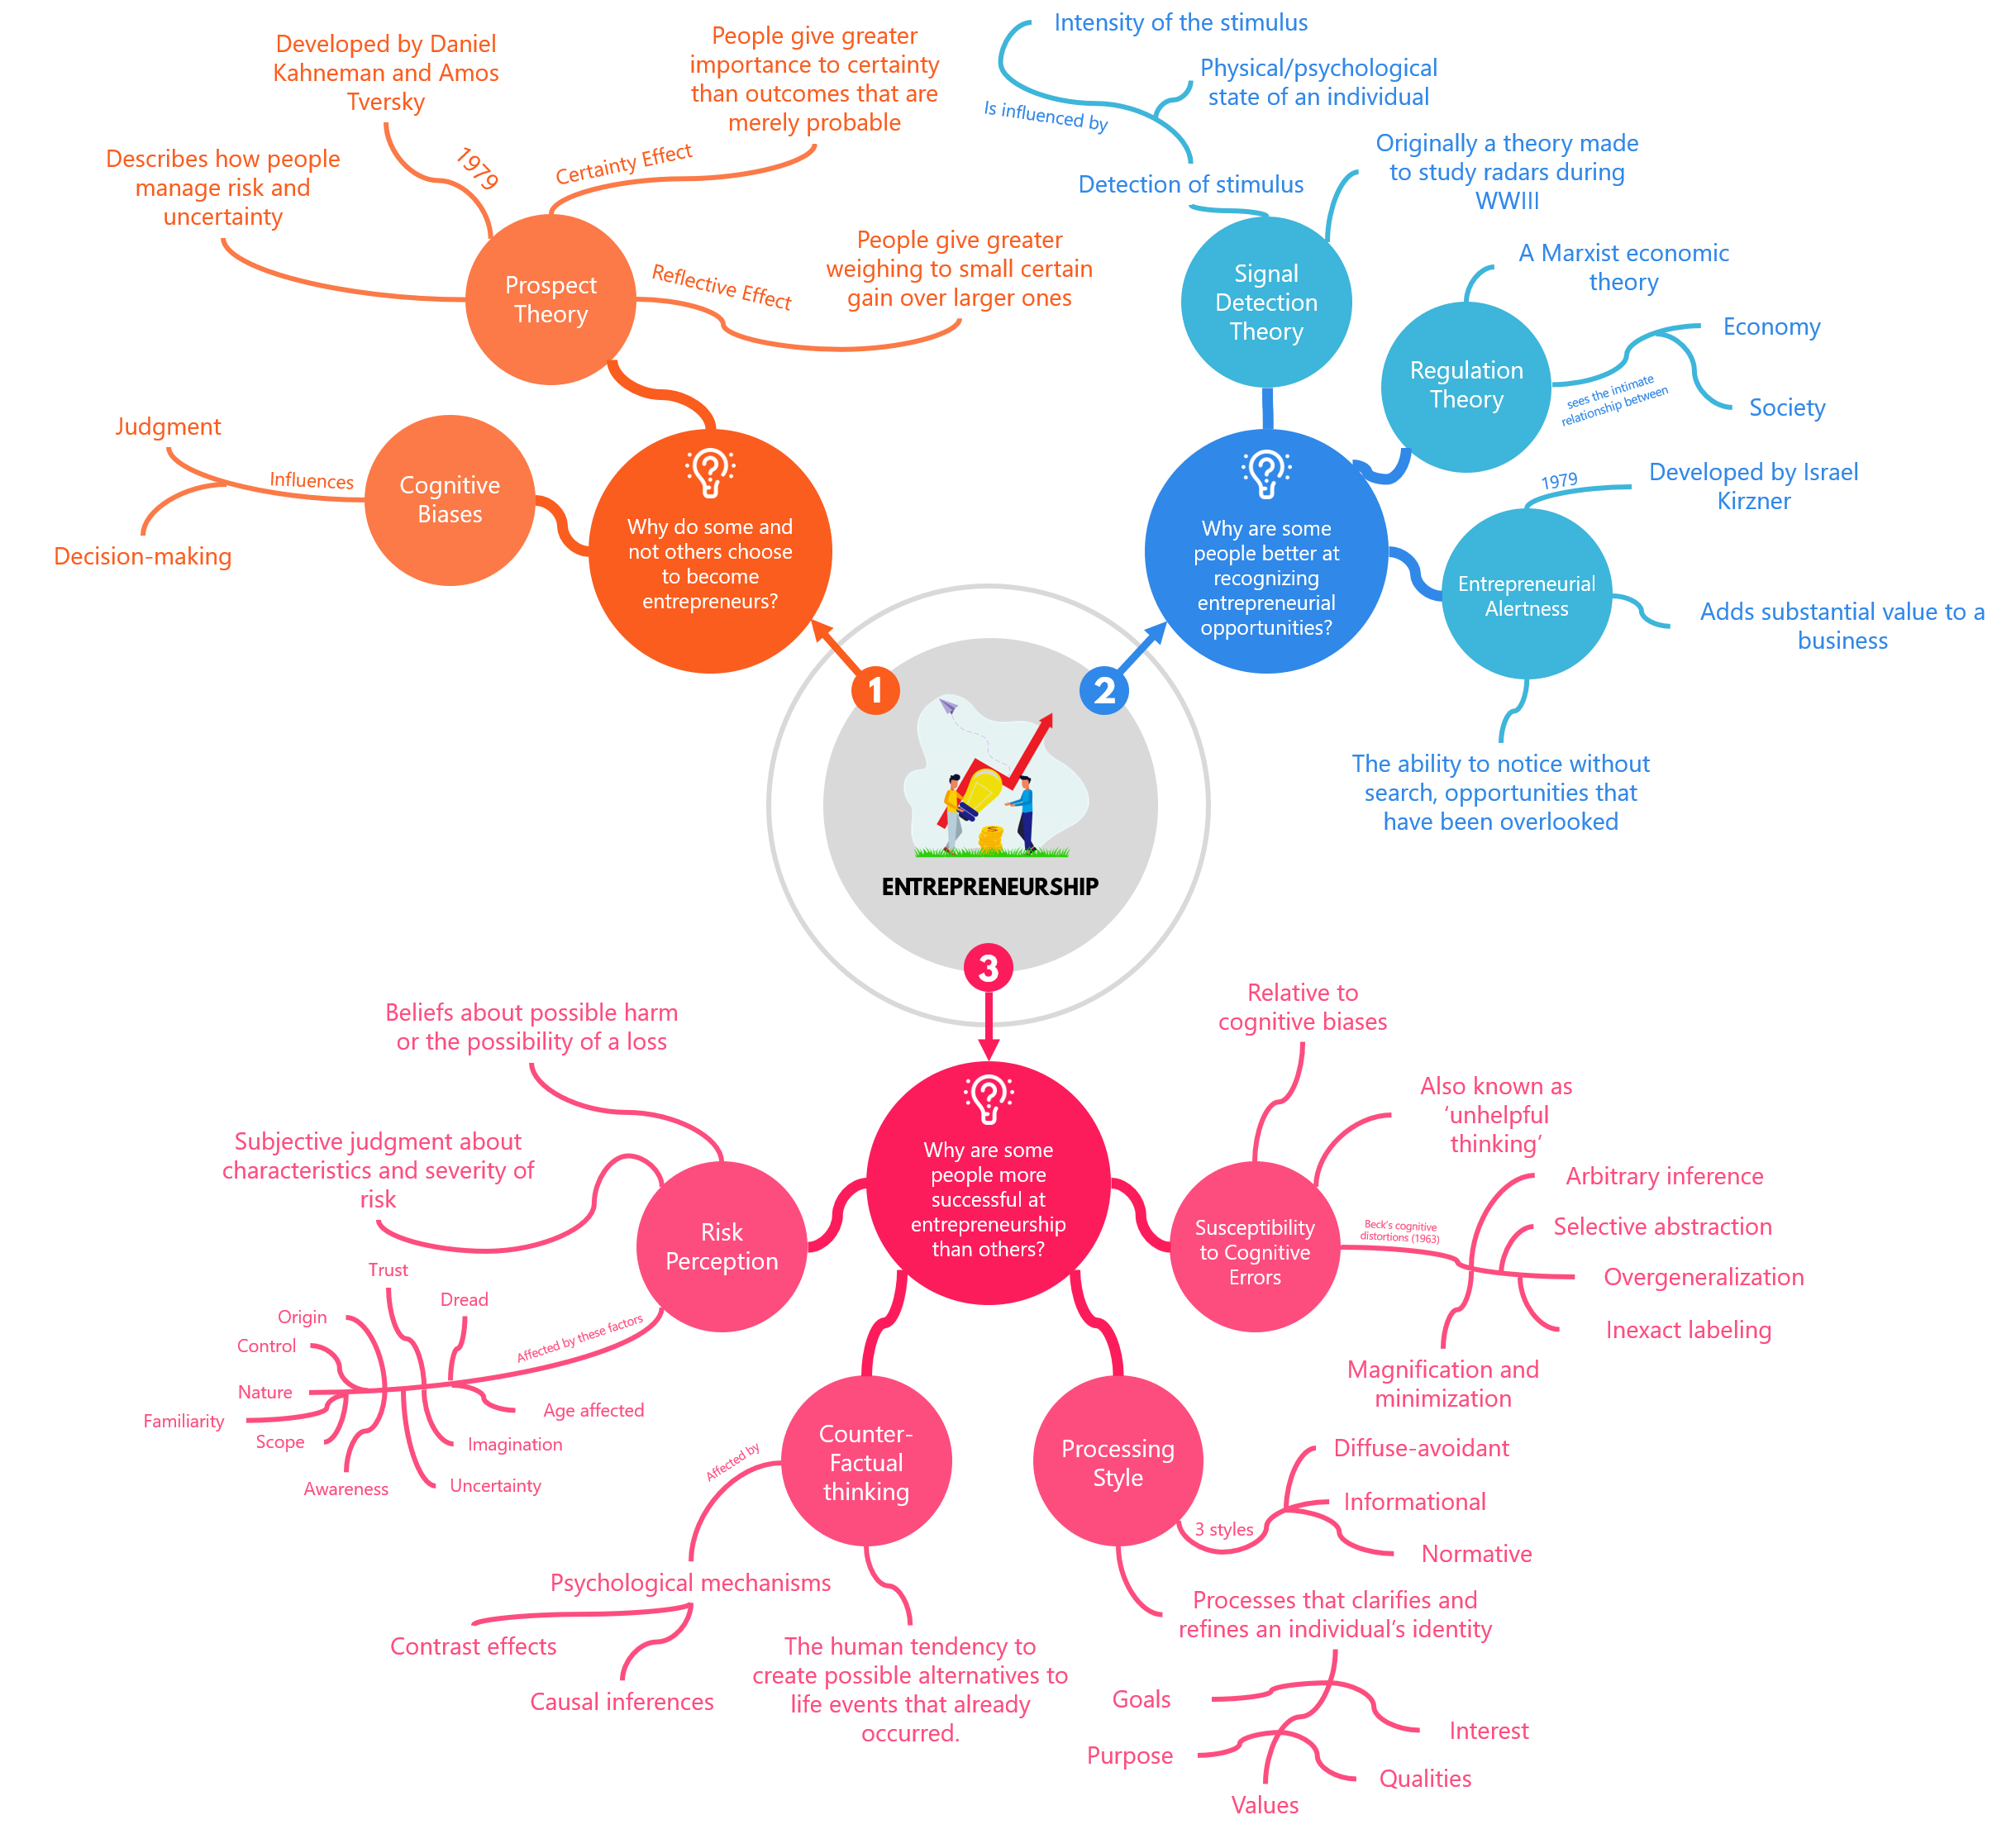 Developed by Daniel
Kahneman and Amos
Tversky
1979
Describes how people
manage risk and
uncertainty
People give greater
importance to certainty
than outcomes that are
merely probable
Certainty Effect
People give greater
weighing to small certain
gain over larger ones
Reflective Effect
Prospect
Theory
Judgment
Influences
Decision-making
Cognitive
Biases
Why do some and
not others choose
to become
entrepreneurs?
1
Intensity of the stimulus
Physical/psychological
state of an individual
Is influenced by
Detection of stimulus
Originally a theory made
to study radars during
WWIII
Signal
Detection
Theory
A Marxist economic
theory
Economy
sees the intimate
relationship between
Society
Regulation
Theory
1979
Developed by Israel
Kirzner
Entrepreneurial
Alertness
Adds substantial value to a
business
The ability to notice without
search, opportunities that
have been overlooked
Why are some
people better at
recognizing
entrepreneurial
opportunities?
2
ENTREPRENEURSHIP
3
Why are some
people more
successful at
entrepreneurship
than others?
Beliefs about possible harm
or the possibility of a loss
Subjective judgment about
characteristics and severity of
risk
Risk
Perception
Affected by these factors
Trust
Dread
Origin
Control
Nature
Familiarity
Scope
Awareness
Age affected
Imagination
Uncertainty
Counter-
Factual
thinking
Affected by
Psychological mechanisms
Contrast effects
Causal inferences
The human tendency to
create possible alternatives to
life events that already
occurred.
Processing
Style
3 styles
Diffuse-avoidant
Informational
Normative
Processes that clarifies and
refines an individual’s identity
Goals
Interest
Purpose
Qualities
Values
Relative to
cognitive biases
Also known as
‘unhelpful
thinking’
Susceptibility
to Cognitive
Errors
Beck’s cognitive
distortions (1963)
Arbitrary inference
Selective abstraction
Overgeneralization
Inexact labeling
Magnification and
minimization